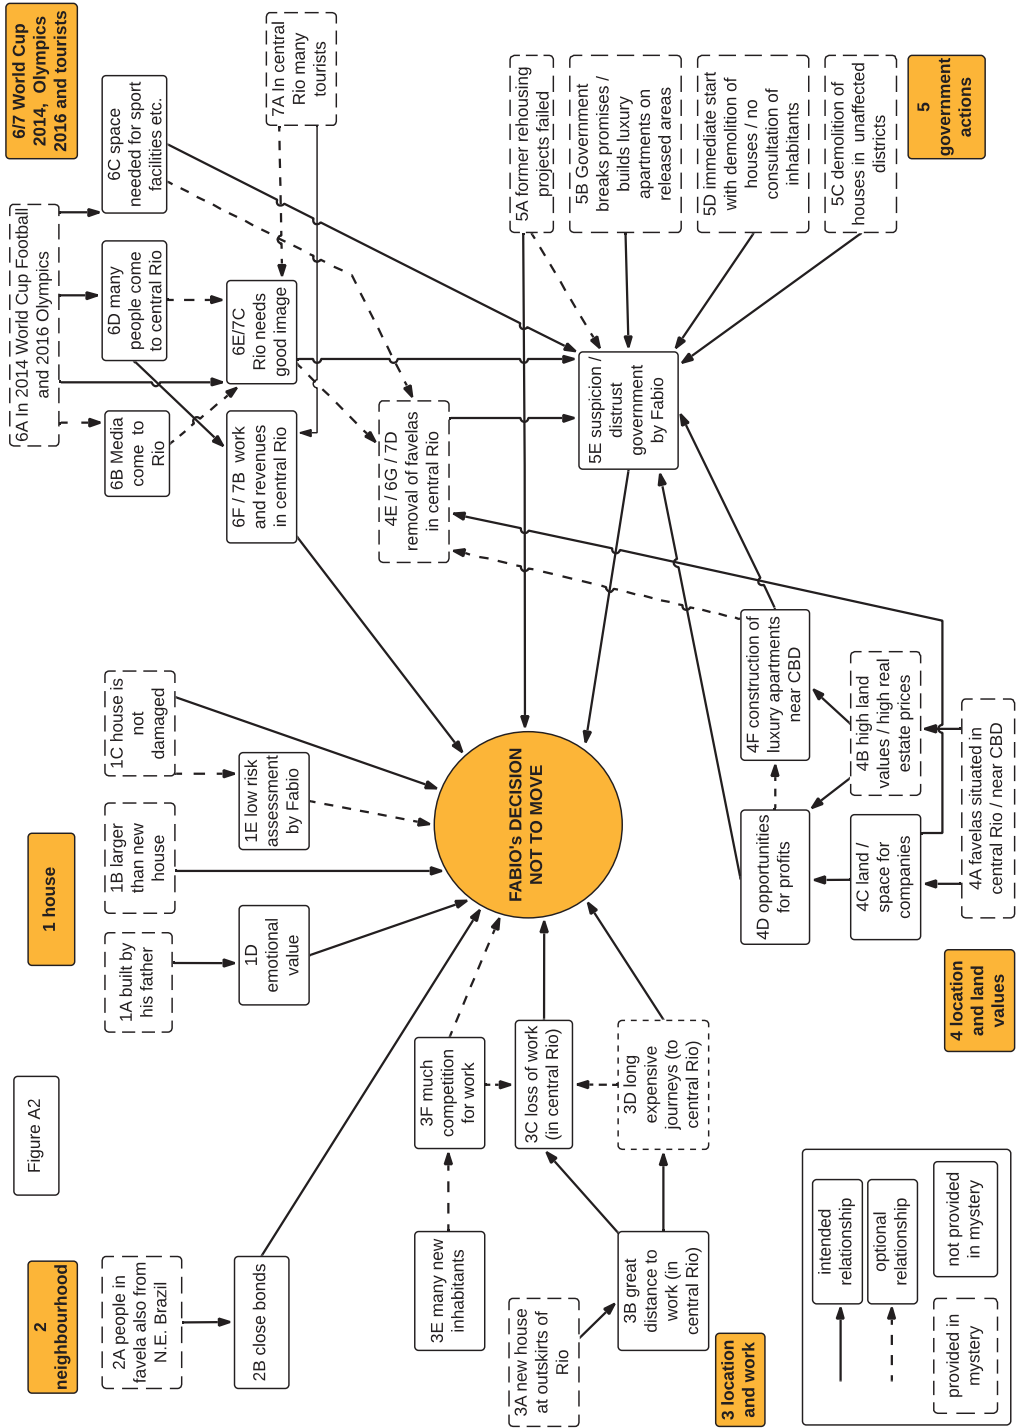 Figure A2
2
neighbourhood
2A people in
favela also from
N.E. Brazil
2B close bonds
1 house
1A built by
his father
1B larger
than new
house
1C house is
not
damaged
1D
emotional
value
1E low risk
assessment
by Fabio
6/7 World Cup
2014, Olympics
2016 and tourists
6A In 2014 World Cup Football
and 2016 Olympics
6B Media
come to
Rio
6D many
people come
to central Rio
6C space
needed for sport
facilities etc.
6F / 7B work
and revenues
in central Rio
6E/7C
Rio needs
good image
7A In central
Rio many
tourists
4E / 6G / 7D
removal of favelas
in central Rio
FABIO's DECISION
NOT TO MOVE
3E many new
inhabitants
3F much
competition
for work
3A new house
at outskirts of
Rio
3C loss of work
(in central Rio)
3B great
distance to
work (in
central Rio)
3D long
expensive
journeys (to
central Rio)
3 location
and work
5A former rehousing
projects failed
5B Government
breaks promises /
builds luxury
apartments on
released areas
5D immediate start
with demolition of
houses / no
consultation of
inhabitants
5C demolition of
houses in unaffected
districts
5
government
actions
5E suspicion /
distrust
government
by Fabio
4D opportunities
for profits
4F construction of
luxury apartments
near CBD
4C land /
space for
companies
4B high land
values / high real
estate prices
4A favelas situated in
central Rio / near CBD
4 location
and land
values
intended
relationship
optional
relationship
provided in
mystery
not provided
in mystery